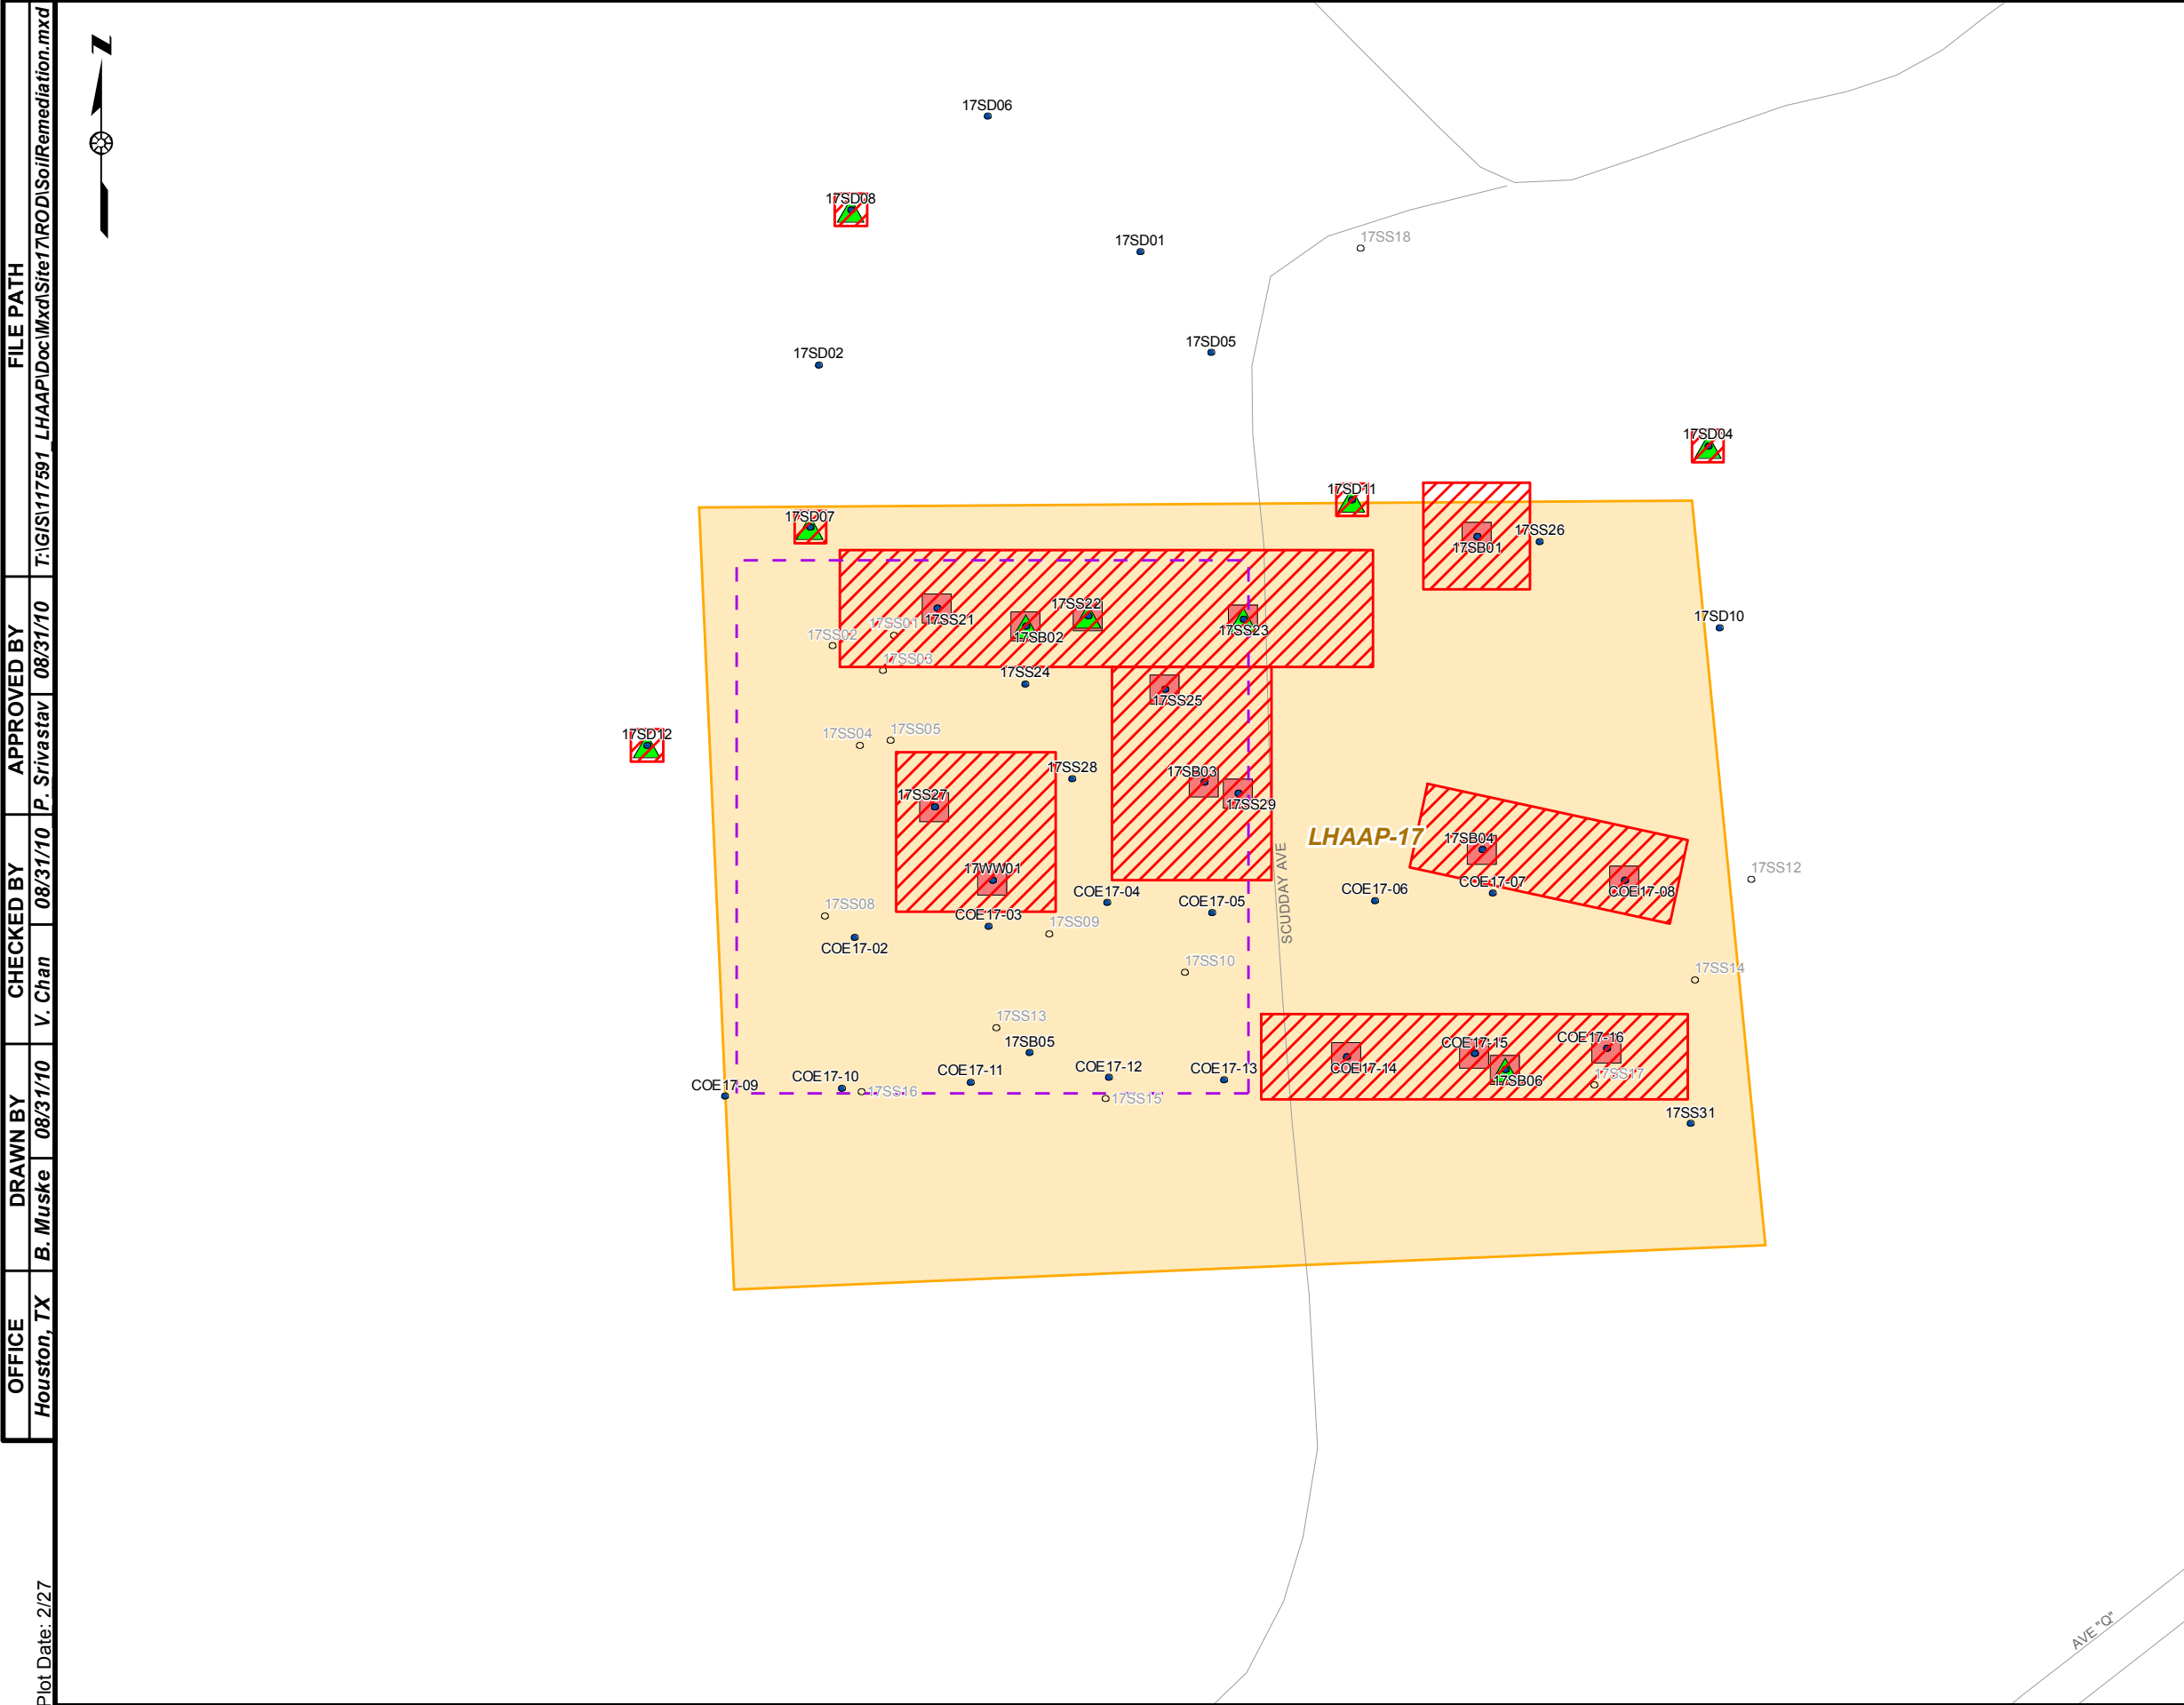 FILE PATH
T:\GIS\117591_LHAAP\Doc\Mxd\Site17\ROD\SoilRemediation.mxd
APPROVED BY
P. Srivastav 08/31/10
CHECKED BY
V. Chan 08/31/10
DRAWN BY
B. Muske 08/31/10
OFFICE
Houston, TX
Plot Date: 2/27
N
17SD06
17SD08
17SD01
17SS18
17SD05
17SD02
17SD04
17SD11
17SD07
17SS26
17SB01
17SS22
17SD10
17SS21
17SS01
17SS23
17SS02
17SB02
17SS03
17SS24
17SS25
17SS05
17SS04
17SD12
17SS28
17SB03
17SS27
17SS29
LHAAP-17
17SB04
17WW01
17SS12
COE17-07
COE17-06
COE17-04
COE17-08
COE17-05
17SS08
SCUDDAY AVE
COE17-03
17SS09
COE17-02
17SS10
17SS14
17SS13
COE17-16
17SB05
COE17-15
COE17-12
COE17-13
COE17-14
COE17-11
17SS17
COE17-10
17SB06
COE17-09
17SS16
17SS15
17SS31
AVE "Q"